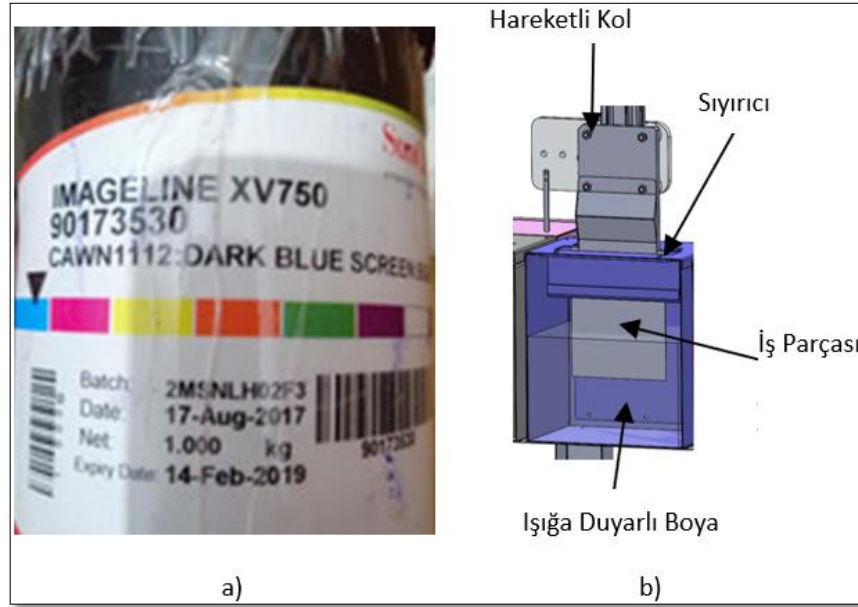 IMAGELINE XV750
90173530
CAWN1112:DARK BLUE SCREEN
Batch: 2MSNLH02F3
Date: 17-Aug-2017
Net: 1.000 kg
Expiry Date: 14-Feb-2019
90173530
a)
Hareketli Kol
Sıyırıcı
İş Parçası
Işığa Duyarlı Boya
b)